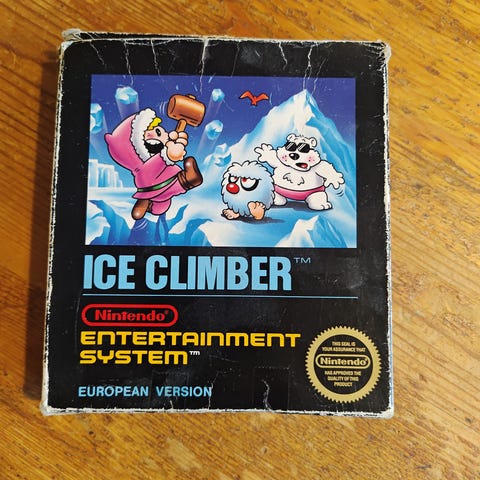 ICE CLIMBER™
Nintendo®
ENTERTAINMENT
SYSTEM™
EUROPEAN VERSION
THIS SEAL IS
YOUR ASSURANCE THAT
Nintendo®
HAS APPROVED THE
QUALITY OF THIS
PRODUCT